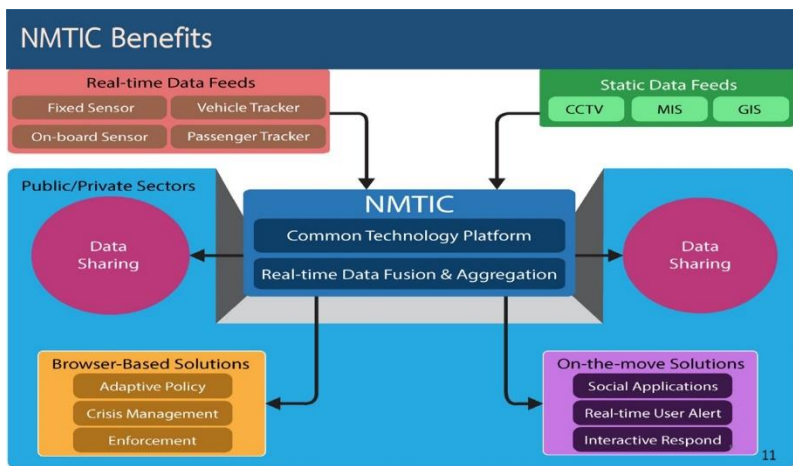 NMTIC Benefits
Real-time Data Feeds
Fixed Sensor
Vehicle Tracker
On-board Sensor
Passenger Tracker
Static Data Feeds
CCTV
MIS
GIS
Public/Private Sectors
NMTIC
Common Technology Platform
Real-time Data Fusion & Aggregation
Data
Sharing
Data
Sharing
Browser-Based Solutions
Adaptive Policy
Crisis Management
Enforcement
On-the-move Solutions
Social Applications
Real-time User Alert
Interactive Respond
11